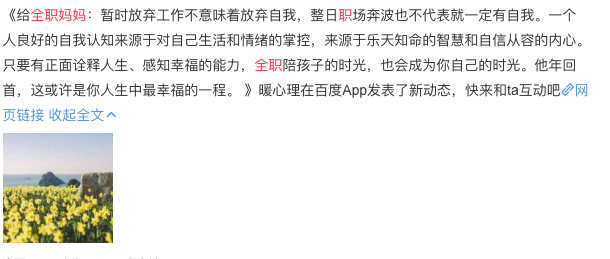 《给全职妈妈：暂时放弃工作不意味着放弃自我，整日职场奔波也不代表就一定有自我。一个
人良好的自我认知来源于对自己生活和情绪的掌控，来源于乐天知命的智慧和自信从容的内心。
只要有正面诠释人生、感知幸福的能力，全职陪孩子的时光，也会成为你自己的时光。他年回
首，这或许是你人生中最幸福的一程。 》暖心理在百度App发表了新动态，快来和ta互动吧网
页链接 收起全文